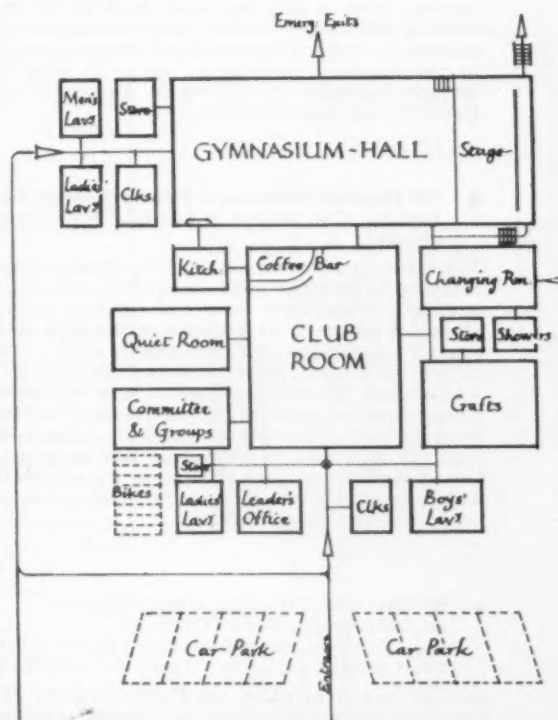 Emerg: Exits
Men's
Lavs
Store
GYMNASIUM-HALL
Stage
Ladies'
Lavs
Clks.
Kitch.
Coffee Bar
Changing Rm.
Quiet Room
CLUB
ROOM
Store
Showers
Committee
& Groups
Crafts
Store
Bikes
Ladies'
Lavs
Leader's
Office
Clks
Boys'
Lavs
Car Park
Car Park
Entrance